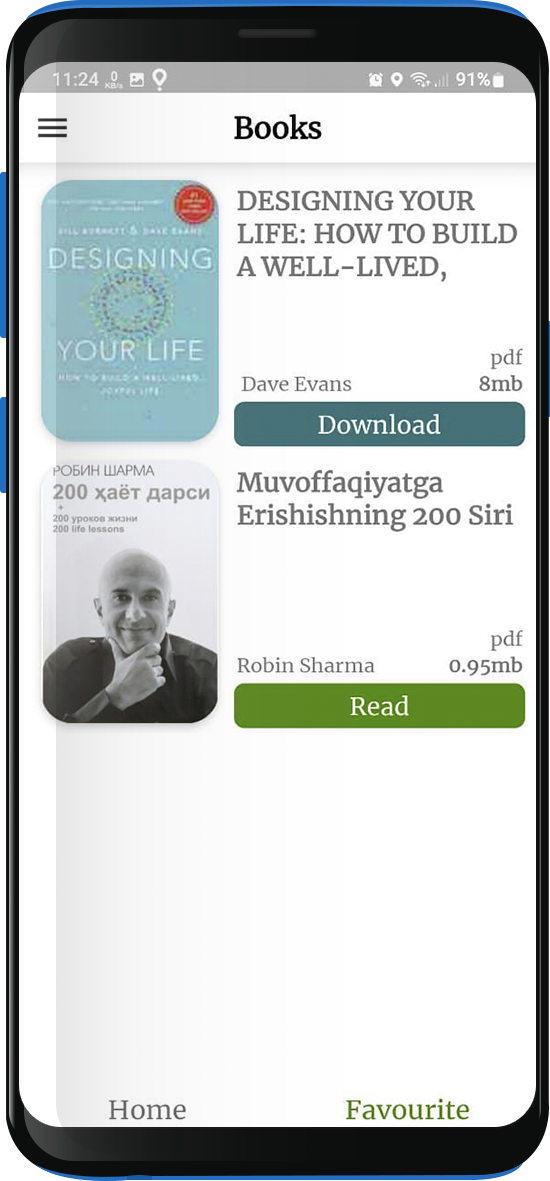 11:24 0 KB/s 91%
Books
#1
BILL BURNETT & DAVE EVANS
DESIGNING
YOUR LIFE
HOW TO BUILD A WELL-LIVED,
JOYFUL LIFE
DESIGNING YOUR
LIFE: HOW TO BUILD
A WELL-LIVED,
pdf
Dave Evans 8mb
Download
РОБИН ШАРМА
200 ҳаёт дарси
+
200 уроков жизни
200 life lessons
Muvoffaqiyatga
Erishishning 200 Siri
pdf
Robin Sharma 0.95mb
Read
Home Favourite